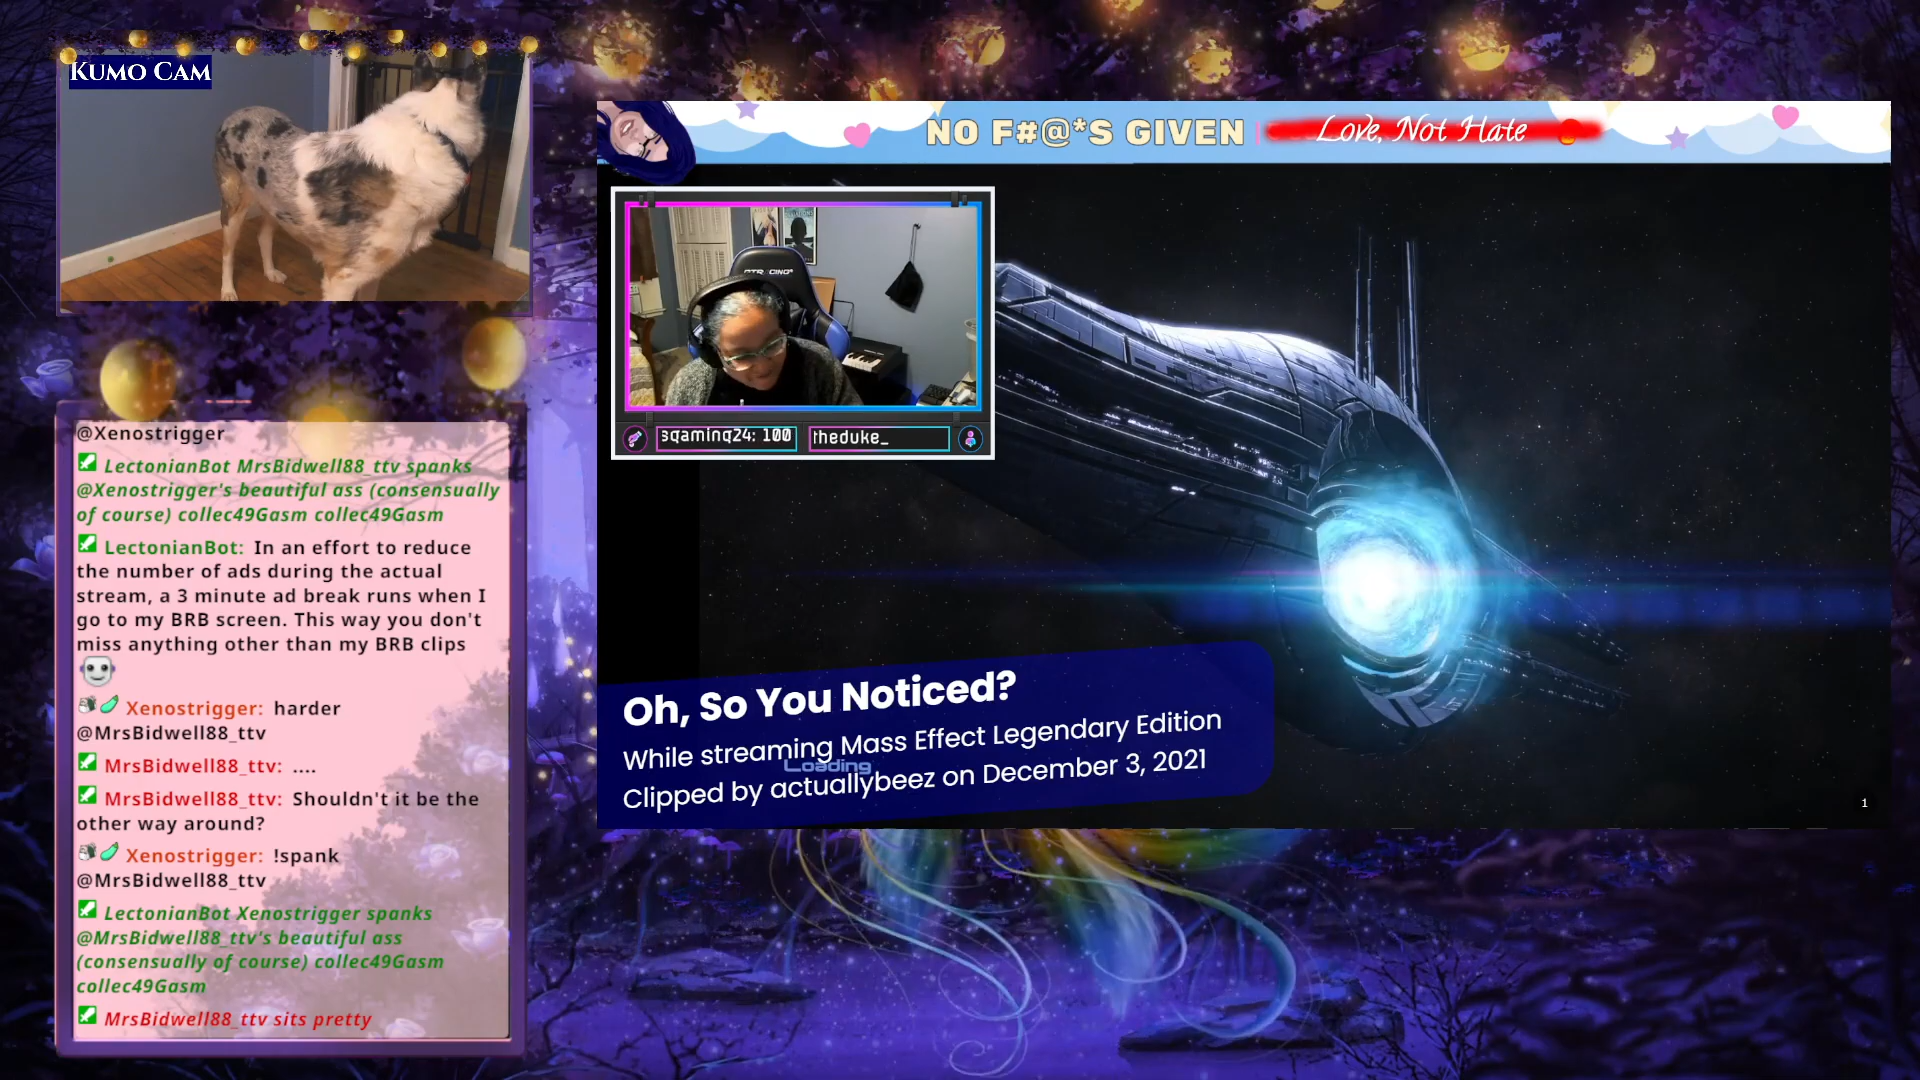 KUMO CAM
@Xenostrigger
LectonianBot MrsBidwell88_ttv spanks
@Xenostrigger's beautiful ass (consensually
of course) collec49Gasm collec49Gasm
LectonianBot: In an effort to reduce
the number of ads during the actual
stream, a 3 minute ad break runs when I
go to my BRB screen. This way you don't
miss anything other than my BRB clips
Xenostrigger: harder
@MrsBidwell88_ttv
MrsBidwell88_ttv: ....
MrsBidwell88_ttv: Shouldn't it be the
other way around?
Xenostrigger: !spank
@MrsBidwell88_ttv
LectonianBot Xenostrigger spanks
@MrsBidwell88_ttv's beautiful ass
(consensually of course) collec49Gasm
collec49Gasm
MrsBidwell88_ttv sits pretty
NO F#@*S GIVEN
Love, Not Hate
sgaming24: 100
theduke_
Oh, So You Noticed?
While streaming Mass Effect Legendary Edition
Loading
Clipped by actuallybeez on December 3, 2021
1